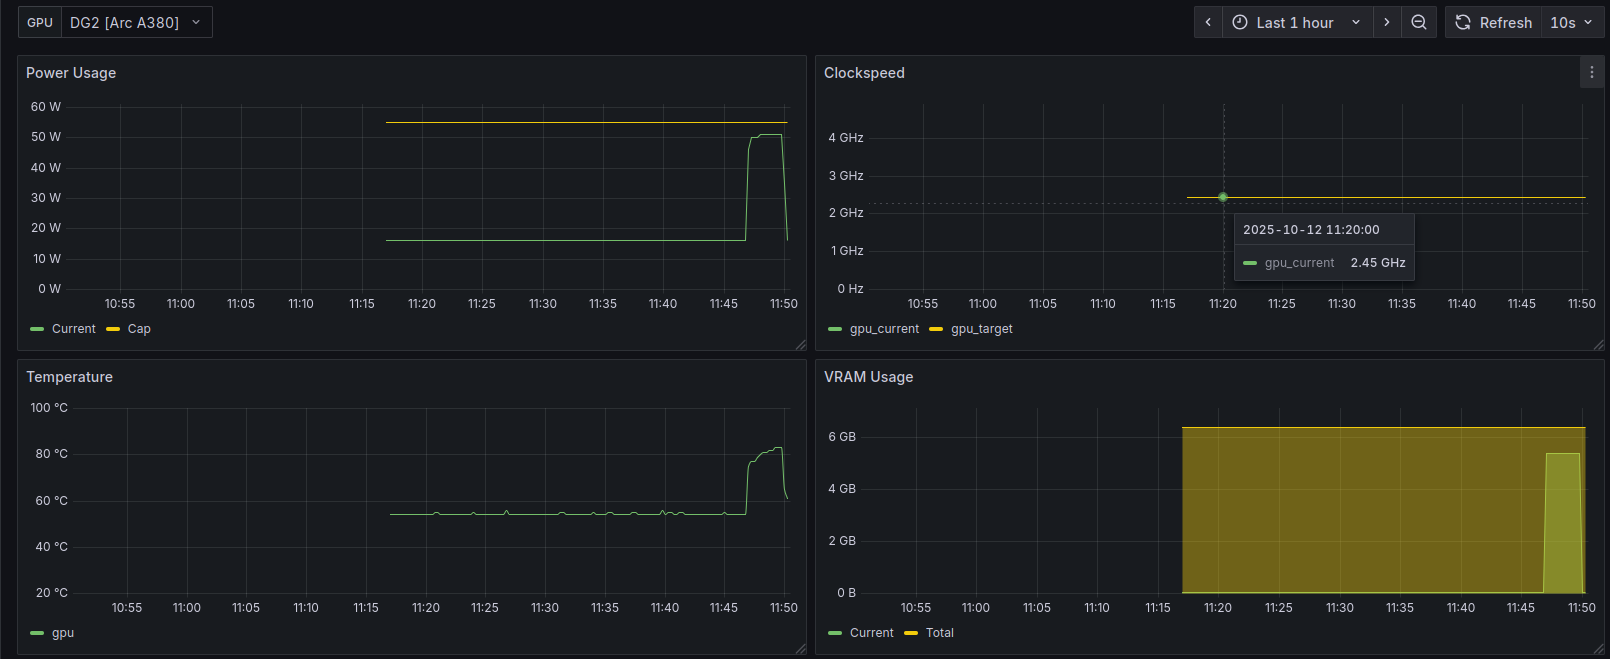 GPU DG2 [Arc A380] Last 1 hour Refresh 10s
Power Usage
60 W
50 W
40 W
30 W
20 W
10 W
0 W
10:55 11:00 11:05 11:10 11:15 11:20 11:25 11:30 11:35 11:40 11:45 11:50
Current Cap
Clockspeed
4 GHz
3 GHz
2 GHz
1 GHz
0 Hz
2025-10-12 11:20:00
gpu_current 2.45 GHz
10:55 11:00 11:05 11:10 11:15 11:20 11:25 11:30 11:35 11:40 11:45 11:50
gpu_current gpu_target
Temperature
100 °C
80 °C
60 °C
40 °C
20 °C
10:55 11:00 11:05 11:10 11:15 11:20 11:25 11:30 11:35 11:40 11:45 11:50
gpu
VRAM Usage
6 GB
4 GB
2 GB
0 B
10:55 11:00 11:05 11:10 11:15 11:20 11:25 11:30 11:35 11:40 11:45 11:50
Current Total